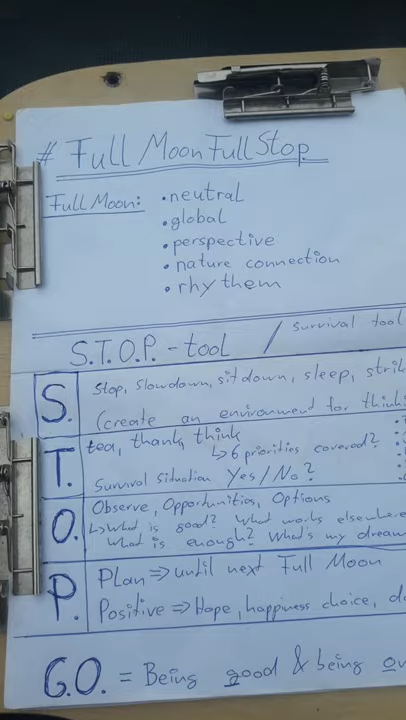 # Full Moon Full Stop
Full Moon: • neutral
• global
• perspective
• nature connection
• rhythem
S.T.O.P. - tool / survival tool
S. Stop, slowdown, sit down, sleep, strik
(create an environment for think
T. tea, thank, think
↳ 6 priorities covered?
Survival Situation Yes / No?
O. Observe, Opportunities, Options
↳ What is good? What works elsewhere
What is enough? What's my dream
P. PLan => until next Full Moon
Positive => Hope, happiness choice, d
G.O. = Being good & being